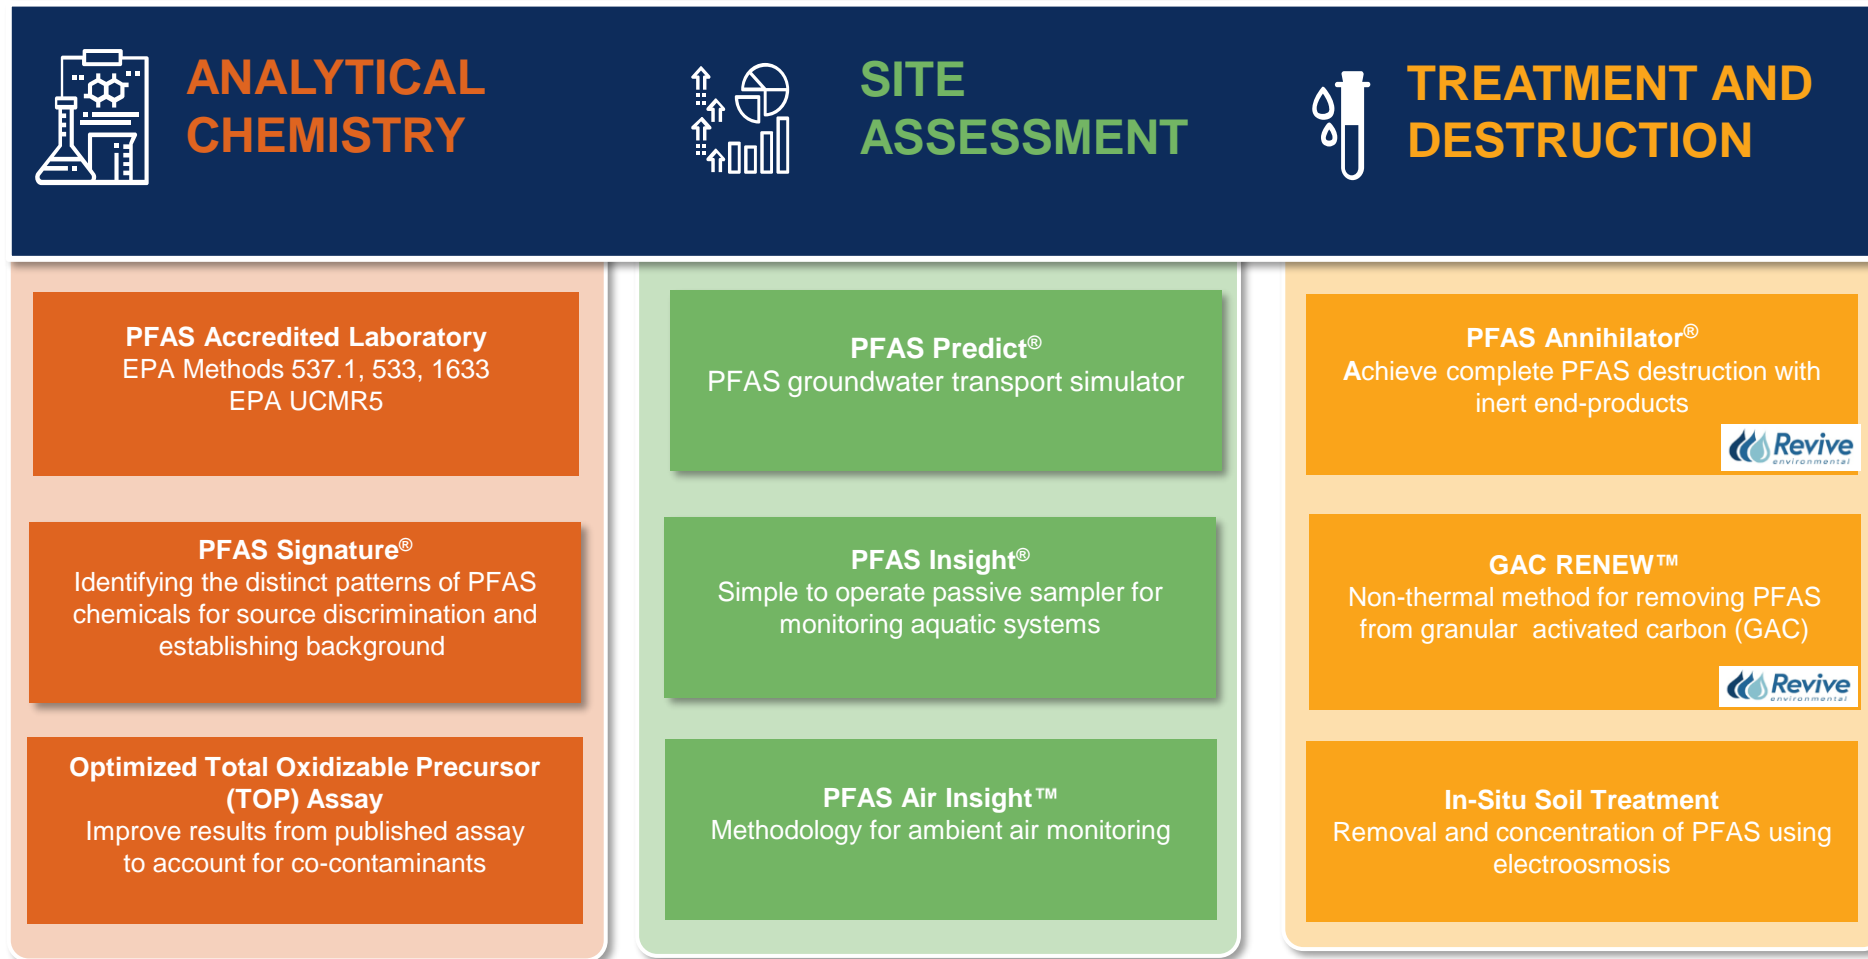 ANALYTICAL
CHEMISTRY
SITE
ASSESSMENT
TREATMENT AND
DESTRUCTION
PFAS Accredited Laboratory
EPA Methods 537.1, 533, 1633
EPA UCMR5
PFAS Signature®
Identifying the distinct patterns of PFAS
chemicals for source discrimination and
establishing background
Optimized Total Oxidizable Precursor
(TOP) Assay
Improve results from published assay
to account for co-contaminants
PFAS Predict®
PFAS groundwater transport simulator
PFAS Insight®
Simple to operate passive sampler for
monitoring aquatic systems
PFAS Air Insight™
Methodology for ambient air monitoring
PFAS Annihilator®
Achieve complete PFAS destruction with
inert end-products
Revive
environmental
GAC RENEW™
Non-thermal method for removing PFAS
from granular  activated carbon (GAC)
Revive
environmental
In-Situ Soil Treatment
Removal and concentration of PFAS using
electroosmosis